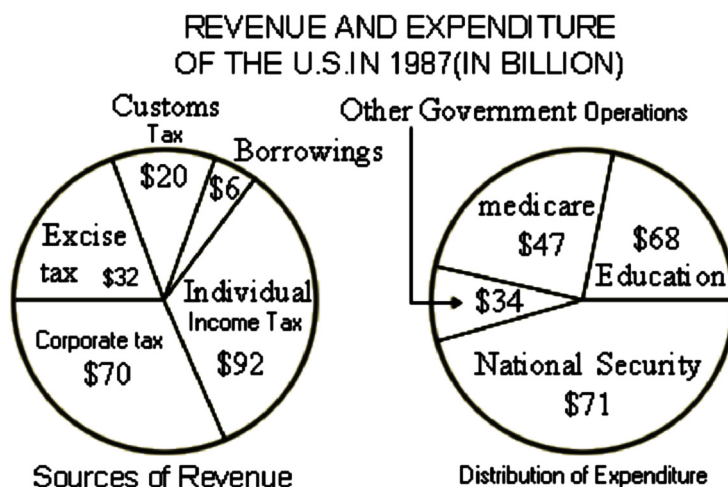 REVENUE AND EXPENDITURE
OF THE U.S.IN 1987(IN BILLION)
Customs
Tax
$20
Borrowings
$6
Excise
tax $32
Individual
Income Tax
$92
Corporate tax
$70
Sources of Revenue
Other Government Operations
medicare
$47
$68
Education
$34
National Security
$71
Distribution of Expenditure